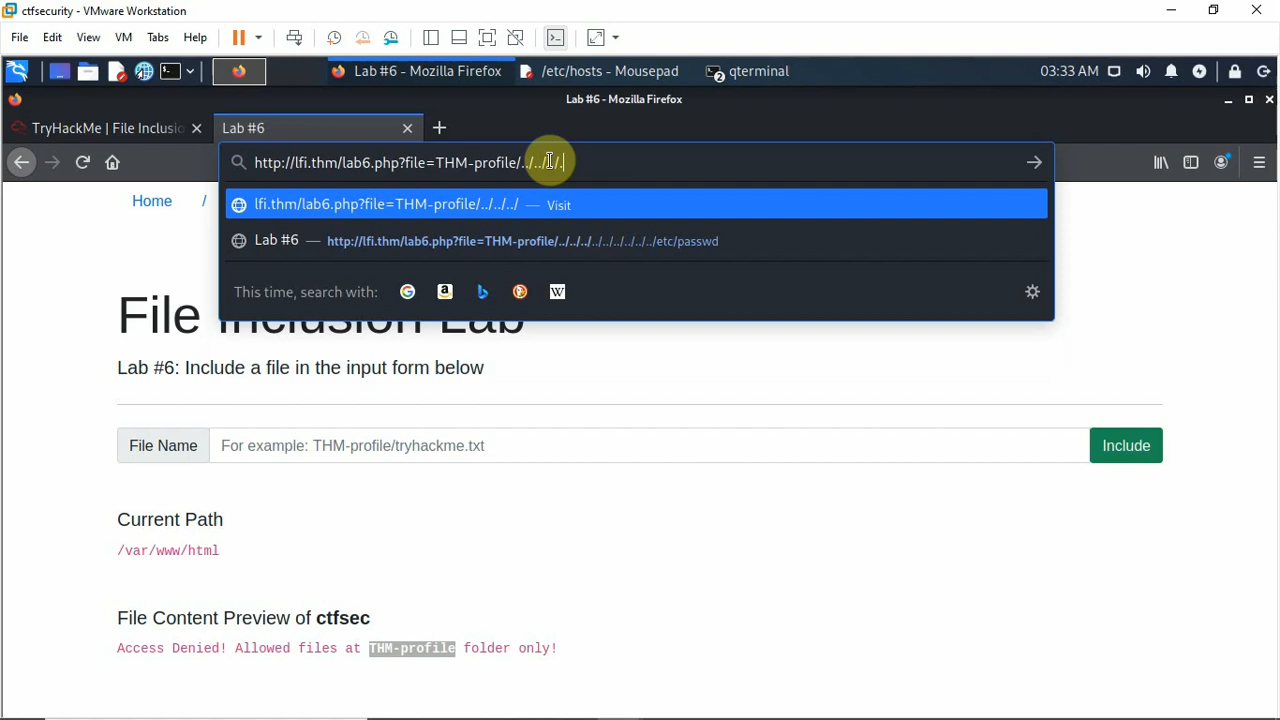 ctfsecurity - VMware Workstation
File Edit View VM Tabs Help
Lab #6 - Mozilla Firefox /etc/hosts - Mousepad 2 qterminal 03:33 AM
Lab #6 - Mozilla Firefox
TryHackMe | File Inclusio Lab #6
http://lfi.thm/lab6.php?file=THM-profile/../../../.
lfi.thm/lab6.php?file=THM-profile/../../../ — Visit
Lab #6 — http://lfi.thm/lab6.php?file=THM-profile/../../../../../../../../../etc/passwd
This time, search with:
Home /
File Inclusion Lab
Lab #6: Include a file in the input form below
File Name For example: THM-profile/tryhackme.txt Include
Current Path
/var/www/html
File Content Preview of ctfsec
Access Denied! Allowed files at THM-profile folder only!